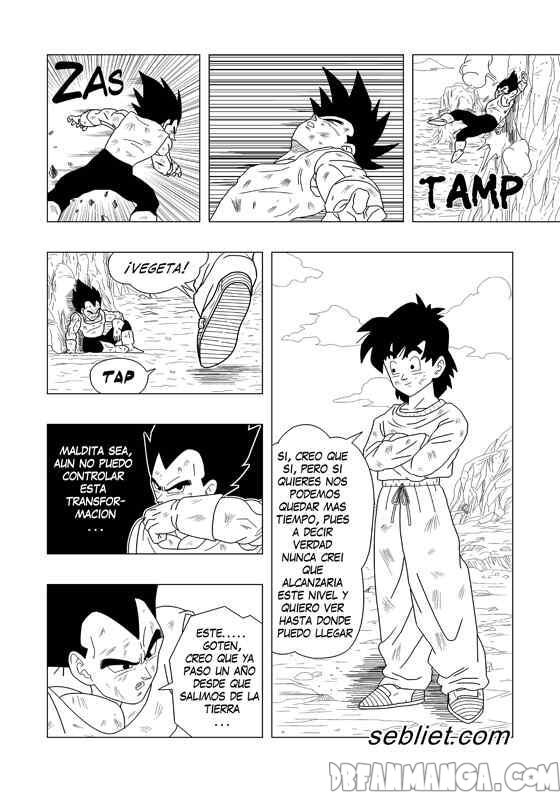 ZAS
TAMP
¡VEGETA!
TAP
MALDITA SEA,
AUN NO PUEDO
CONTROLAR
ESTA
TRANSFOR-
MACION
...
ESTE.....
GOTEN,
CREO QUE YA
PASO UN AÑO
DESDE QUE
SALIMOS DE LA
TIERRA
...
SI, CREO QUE
SI, PERO SI
QUIERES NOS
PODEMOS
QUEDAR MAS
TIEMPO, PUES
A DECIR
VERDAD
NUNCA CREI
QUE
ALCANZARIA
ESTE NIVEL Y
QUIERO VER
HASTA DONDE
PUEDO LLEGAR
sebliet.com
DBFANMANGA.COM